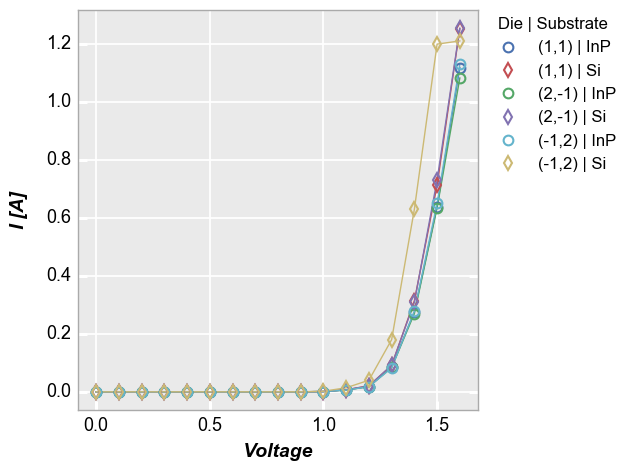 Die | Substrate
(1,1) | InP
(1,1) | Si
(2,-1) | InP
(2,-1) | Si
(-1,2) | InP
(-1,2) | Si
I [A]
1.2
1.0
0.8
0.6
0.4
0.2
0.0
0.0 0.5 1.0 1.5
Voltage